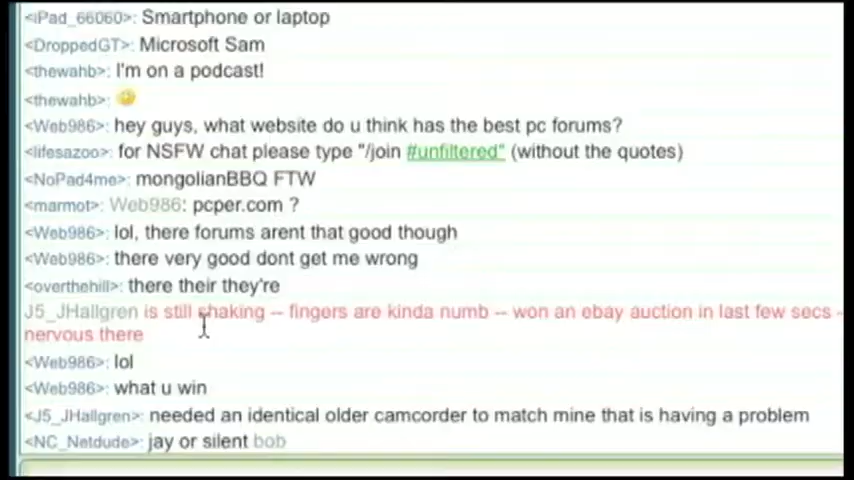 <iPad_66060>: Smartphone or laptop
<DroppedGT>: Microsoft Sam
<thewahb>: I'm on a podcast!
<thewahb>:
<Web986>: hey guys, what website do u think has the best pc forums?
<lifesazoo>: for NSFW chat please type "/join #unfiltered" (without the quotes)
<NoPad4me>: mongolianBBQ FTW
<marmot>: Web986: pcper.com ?
<Web986>: lol, there forums arent that good though
<Web986>: there very good dont get me wrong
<overthehill>: there their they're
J5_JHallgren is still shaking -- fingers are kinda numb -- won an ebay auction in last few secs -
nervous there
<Web986>: lol
<Web986>: what u win
<J5_JHallgren>: needed an identical older camcorder to match mine that is having a problem
<NC_Netdude>: jay or silent bob